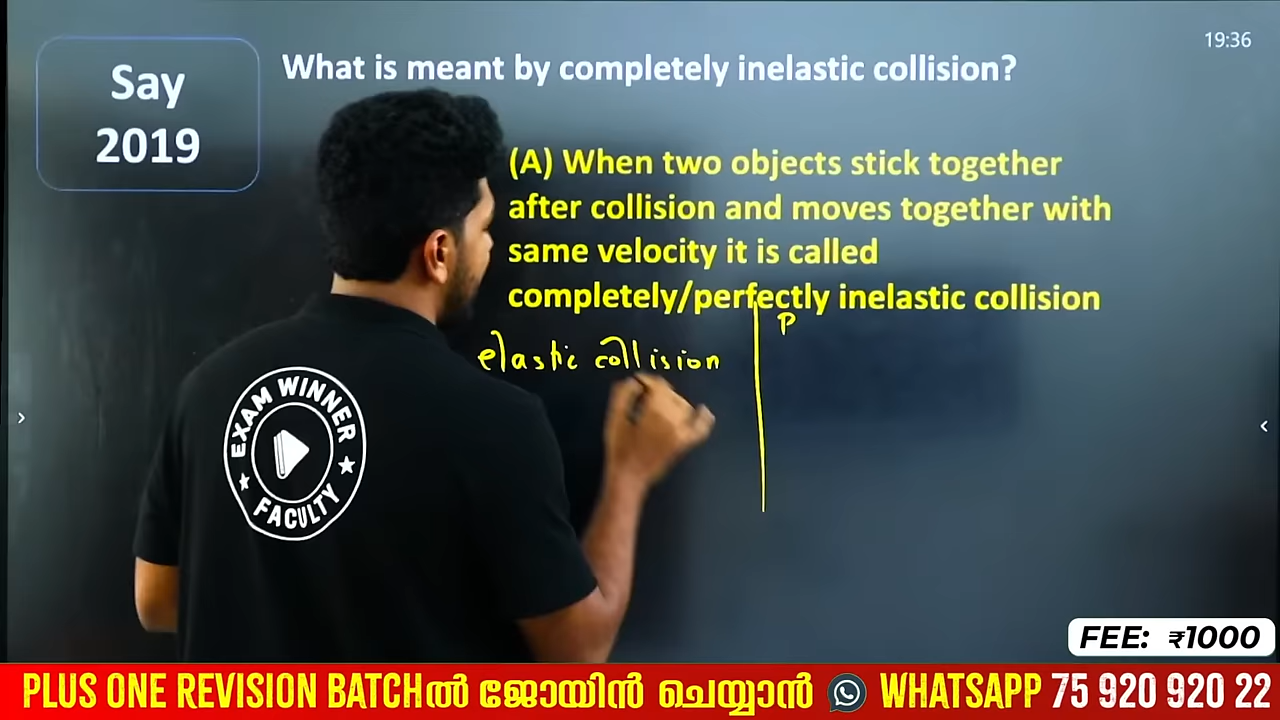 19:36
Say
2019
What is meant by completely inelastic collision?
(A) When two objects stick together
after collision and moves together with
same velocity it is called
completely/perfectly inelastic collision
P
elastic collision
EXAM WINNER
FACULTY
FEE: ₹1000
PLUS ONE REVISION BATCHൽ ജോയിൻ ചെയ്യാൻ WHATSAPP 75 920 920 22